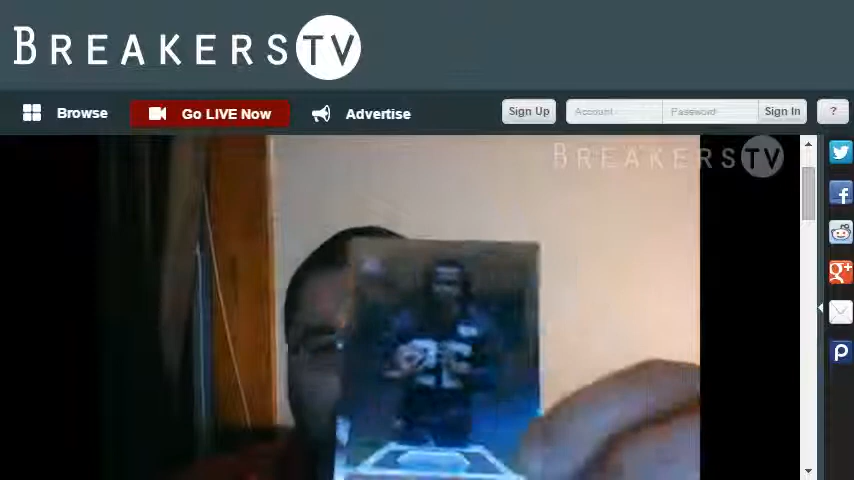 BREAKERSTV
Browse
Go LIVE Now
Advertise
Sign Up
Account
Password
Sign In
?
BREAKERSTV